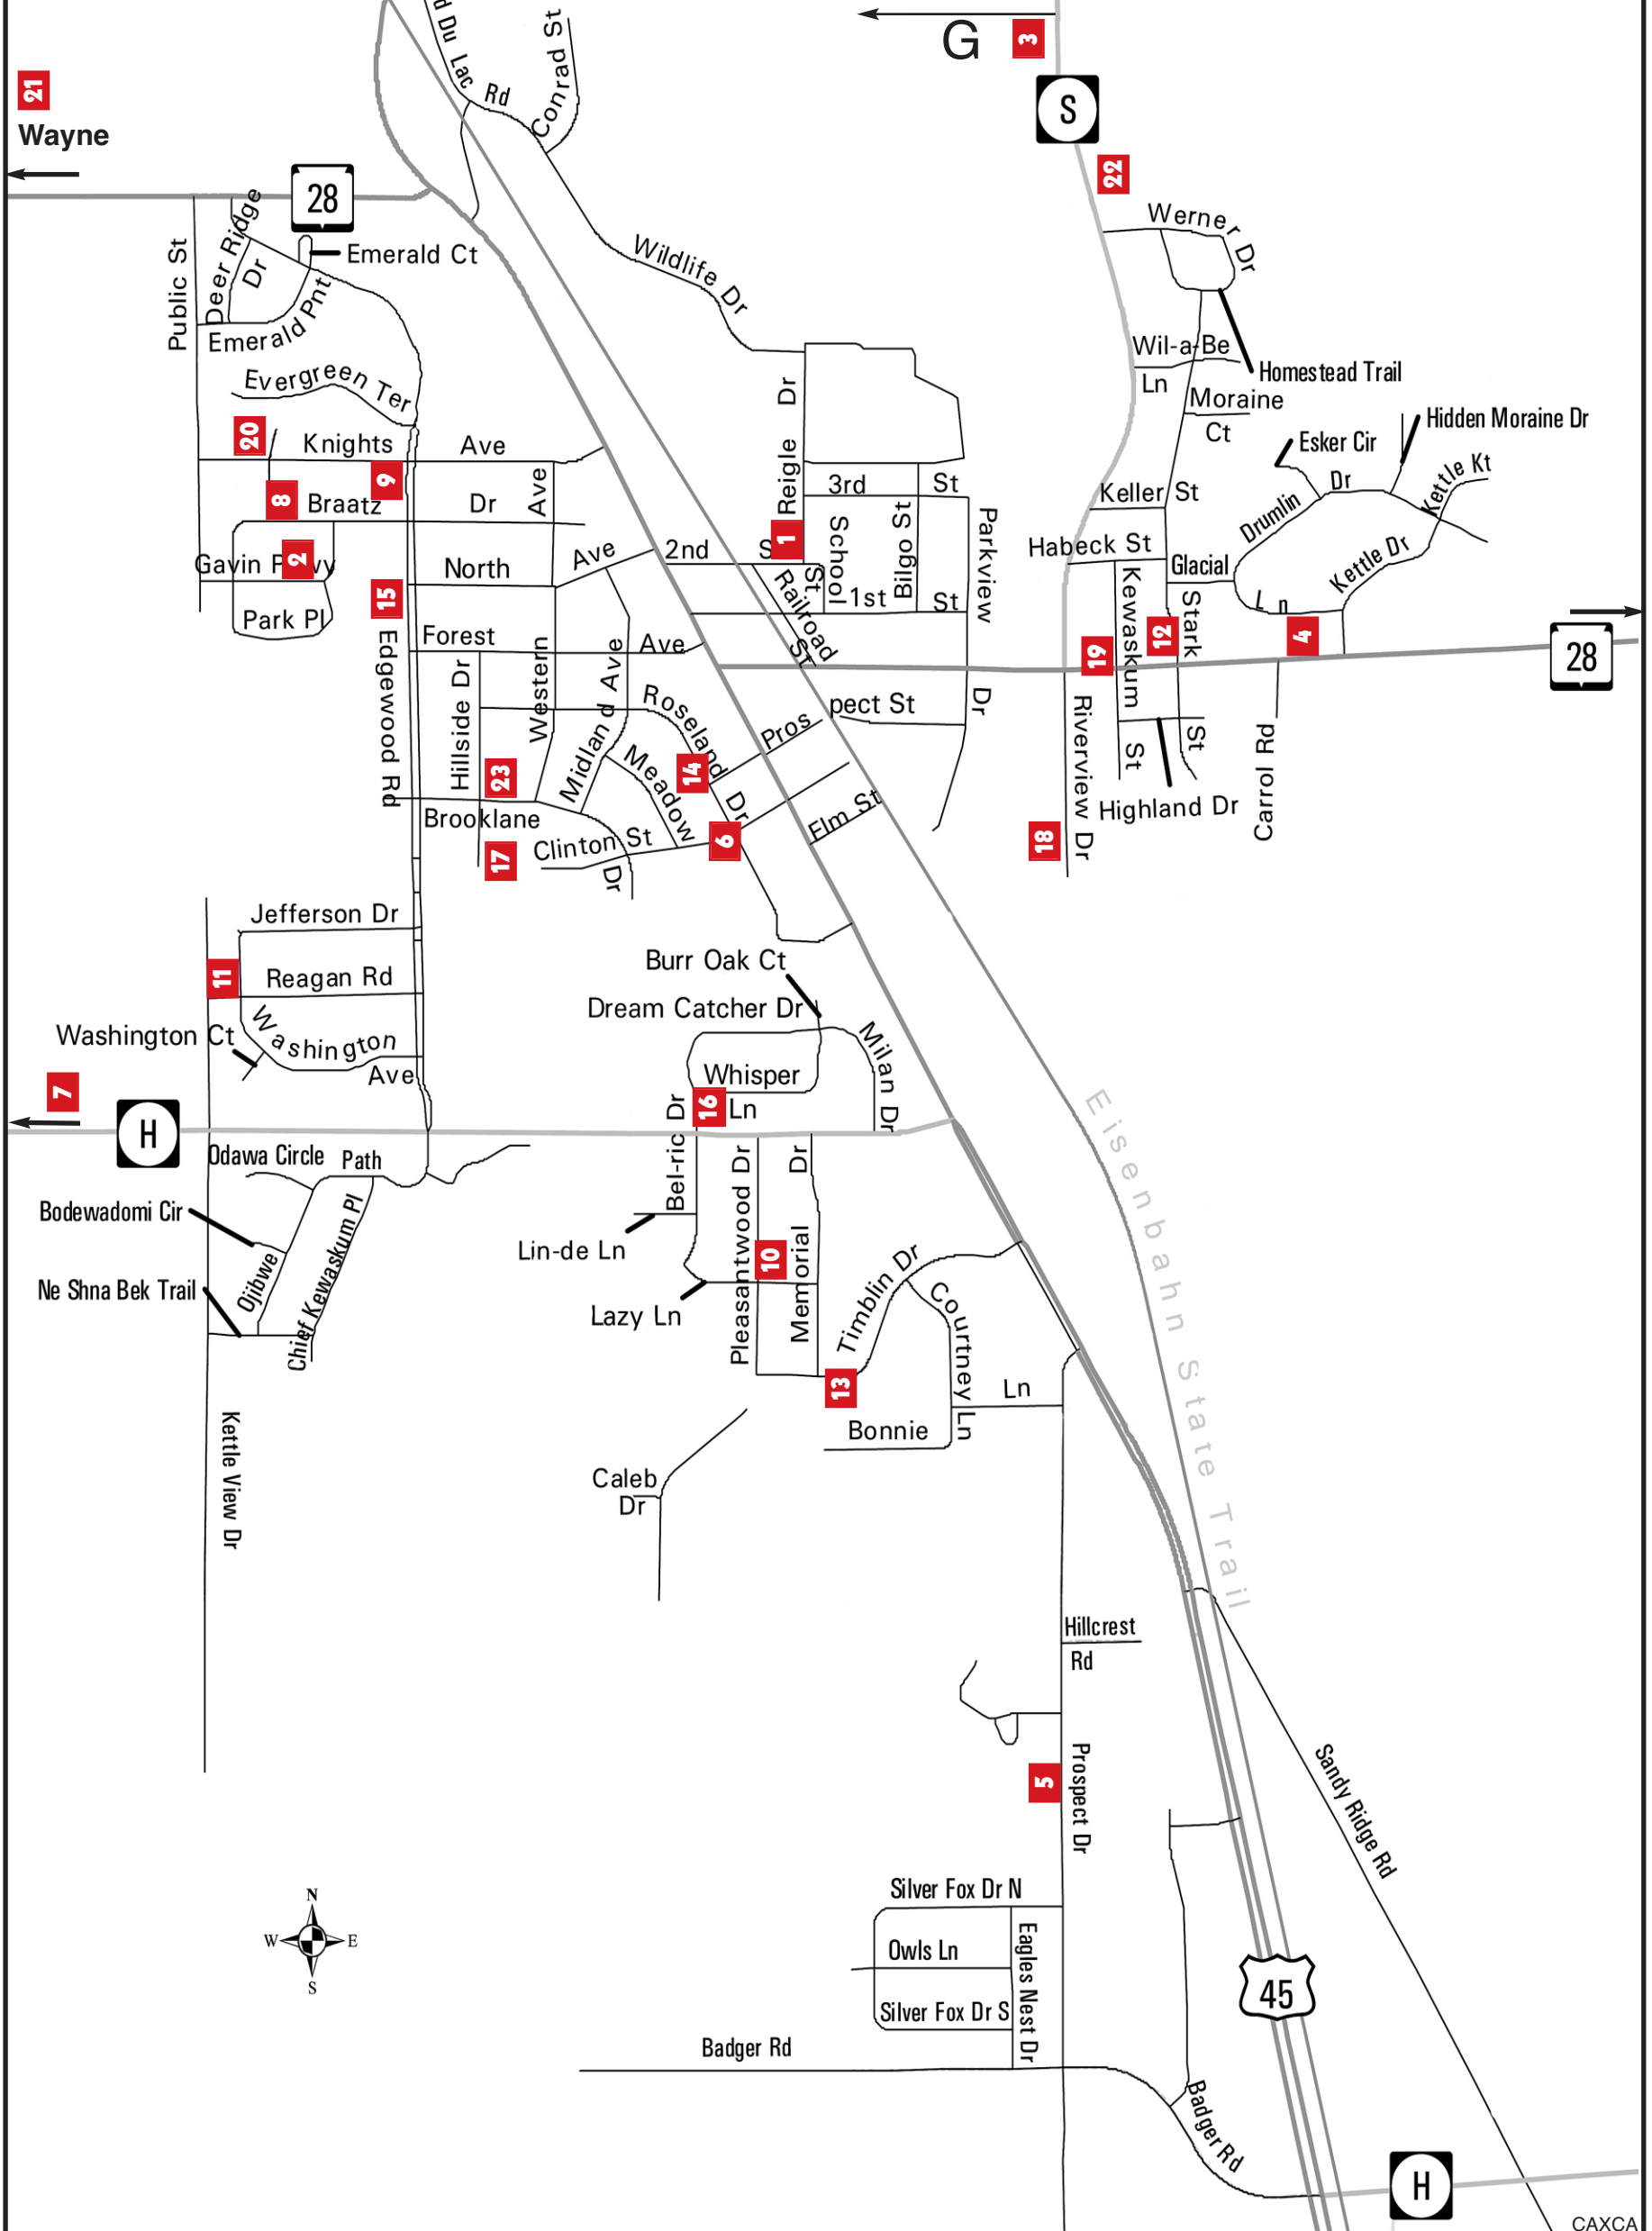 d Du Lac Rd
Conrad St
G
3
S
21
Wayne
22
28
Werner Dr
Public St
Deer Ridge Dr
Emerald Ct
Emerald Pnt
Wildlife Dr
Evergreen Ter
Wil-a-Be Ln
Homestead Trail
Moraine Ct
Reigle Dr
Hidden Moraine Dr
Esker Cir
20
Knights Ave
9
3rd St
Keller St
Drumlin Dr
Kettle Kt
8
Braatz Dr
Western Ave
School St
Bilgo St
Parkview Dr
1
2nd S
Habeck St
Glacial Ln
Kettle Dr
Gavin P
2
vy
North Ave
15
Railroad St
1st St
Kewaskum St
Stark St
Park Pl
12
4
Forest Ave
19
28
Edgewood Rd
Hillside Dr
Midland Ave
Roseland Dr
Pros
pect St
Riverview Dr
Carrol Rd
23
14
Meadow
Highland Dr
Brooklane Dr
Clinton St
6
Elm St
17
18
Jefferson Dr
11
Reagan Rd
Burr Oak Ct
Dream Catcher Dr
Washington Ct
Washington Ave
Milan Dr
Whisper Ln
7
16
H
Eisenbahn State Trail
Odawa Circle
Path
Bel-ric Dr
Pleasantwood Dr
Memorial Dr
Bodewadomi Cir
Ojibwe
Chief Kewaskum Pl
Lin-de Ln
10
Ne Shna Bek Trail
Lazy Ln
Timblin Dr
Courtney Ln
13
Bonnie Ln
Kettle View Dr
Caleb
Dr
Hillcrest
Rd
5
Prospect Dr
Sandy Ridge Rd
N
W E
S
Silver Fox Dr N
Owls Ln
Eagles Nest Dr
Silver Fox Dr S
45
Badger Rd
Badger Rd
H
CAXCA